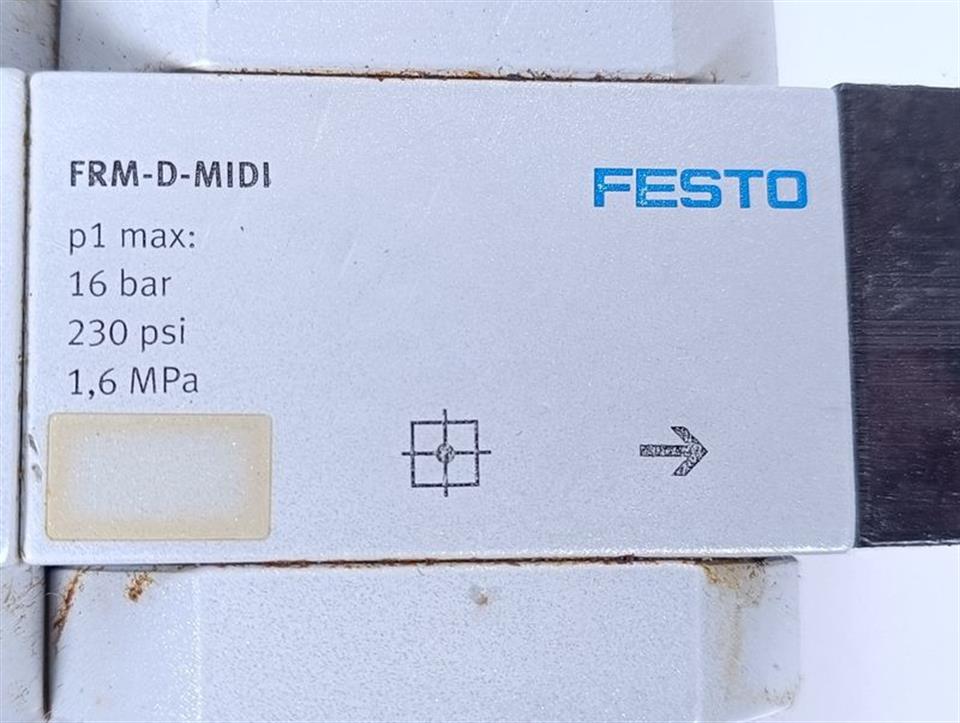 FRM-D-MIDI
FESTO
p1 max:
16 bar
230 psi
1,6 MPa